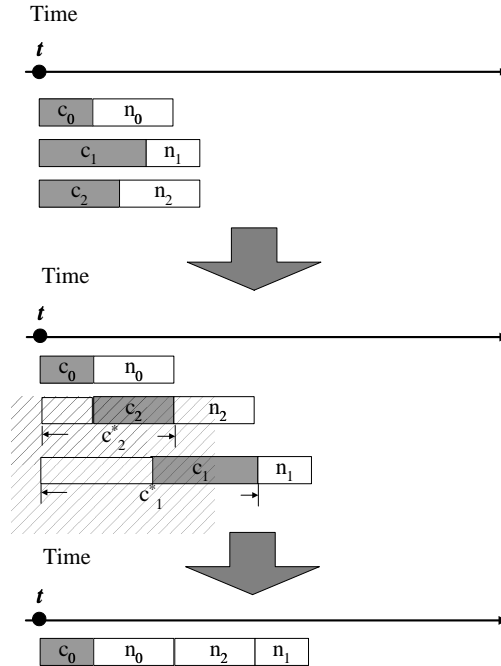 Time
t
c₀ n₀
c₁ n₁
c₂ n₂
Time
t
c₀ n₀
c₂ n₂
c*₂
c₁ n₁
c*₁
Time
t
c₀ n₀ n₂ n₁